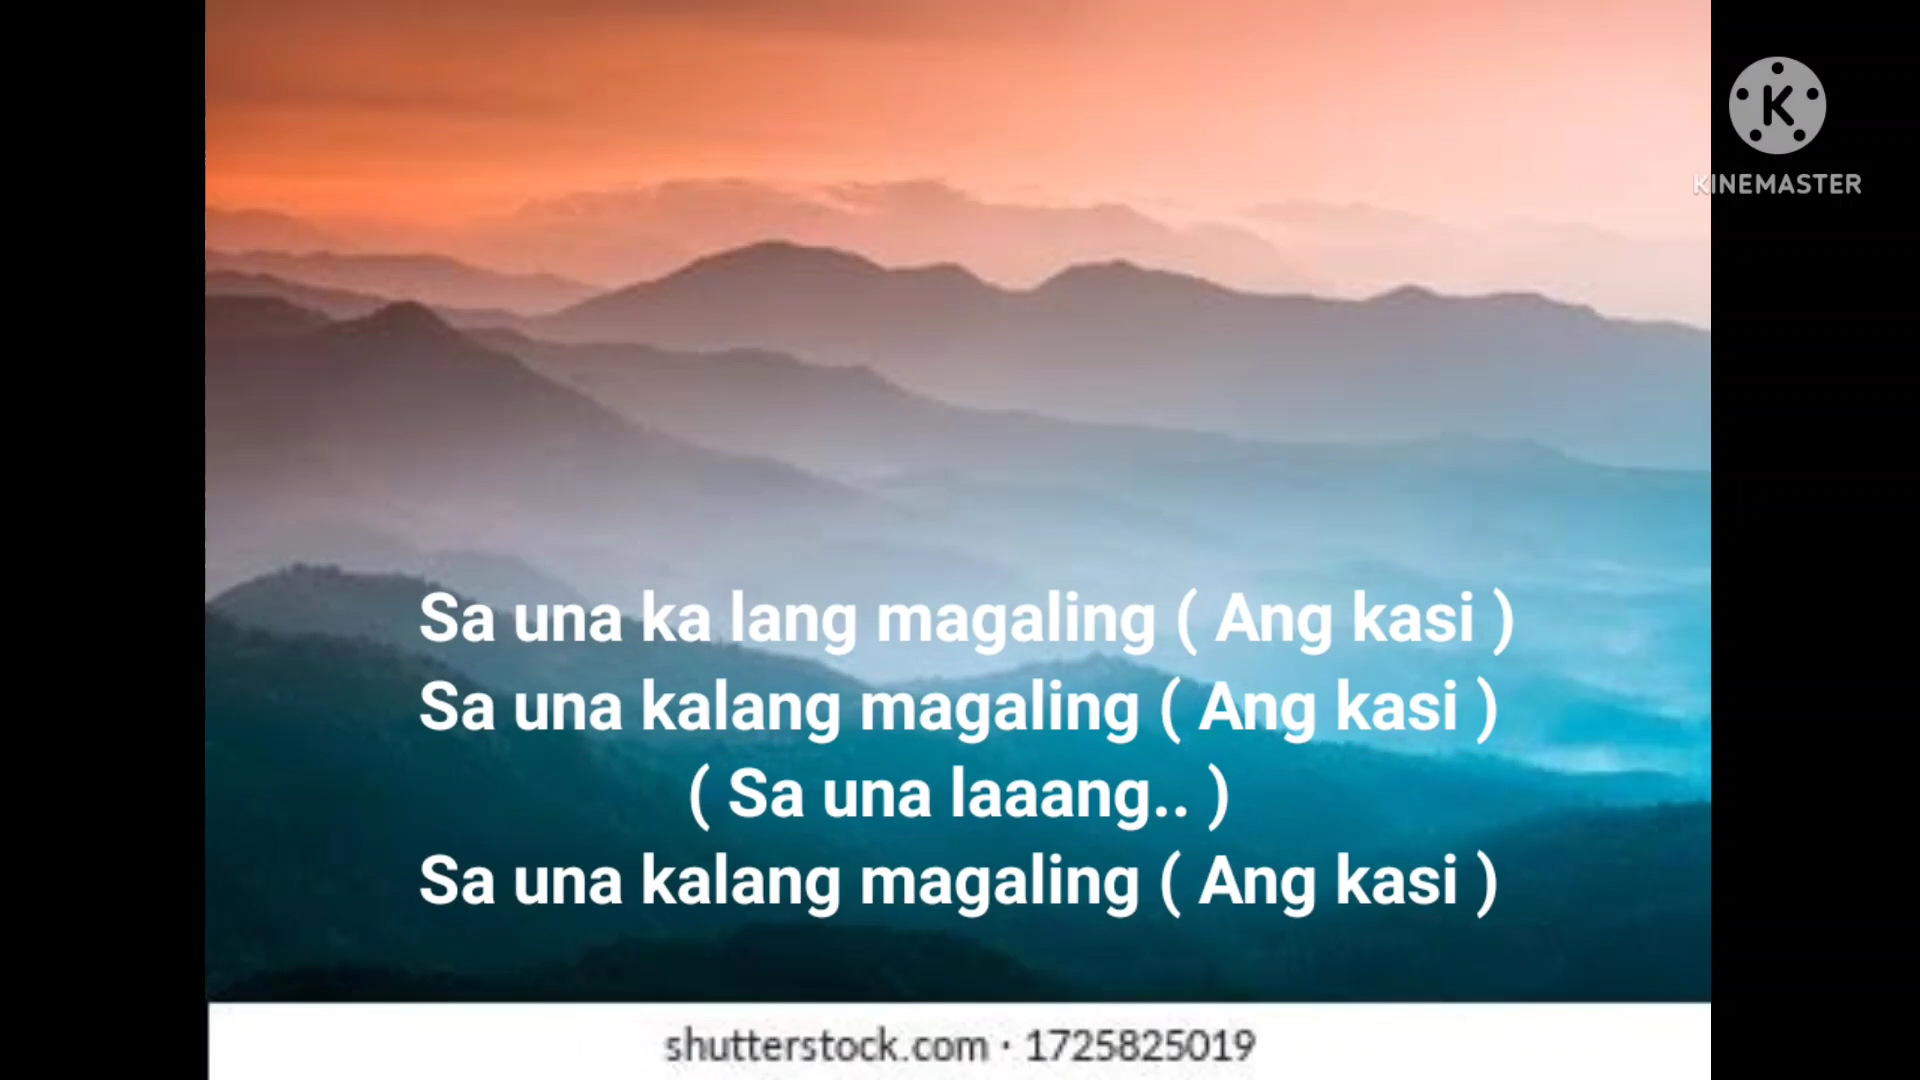 KINEMASTER
Sa una ka lang magaling ( Ang kasi )
Sa una kalang magaling ( Ang kasi )
( Sa una laaang.. )
Sa una kalang magaling ( Ang kasi )
shutterstock.com · 1725825019